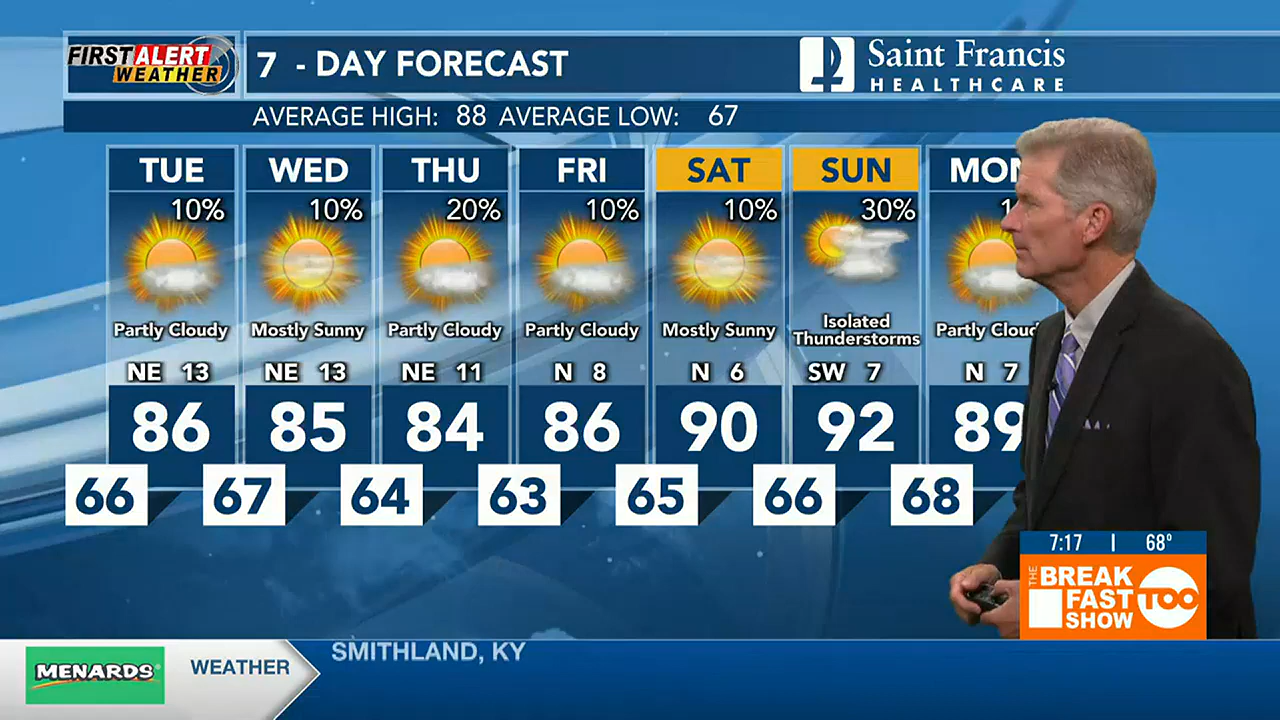 FIRST ALERT
WEATHER
7 - DAY FORECAST
Saint Francis
HEALTHCARE
AVERAGE HIGH: 88 AVERAGE LOW: 67
TUE WED THU FRI SAT SUN MON
10% 10% 20% 10% 10% 30%
Partly Cloudy Mostly Sunny Partly Cloudy Partly Cloudy Mostly Sunny Isolated Thunderstorms Partly
NE 13 NE 13 NE 11 N 8 N 6 SW 7 N 7
86 85 84 86 90 92 89
66 67 64 63 65 66 68
7:17 | 68°
THE
BREAK
FAST
SHOW
TOO
MENARDS
WEATHER
SMITHLAND, KY